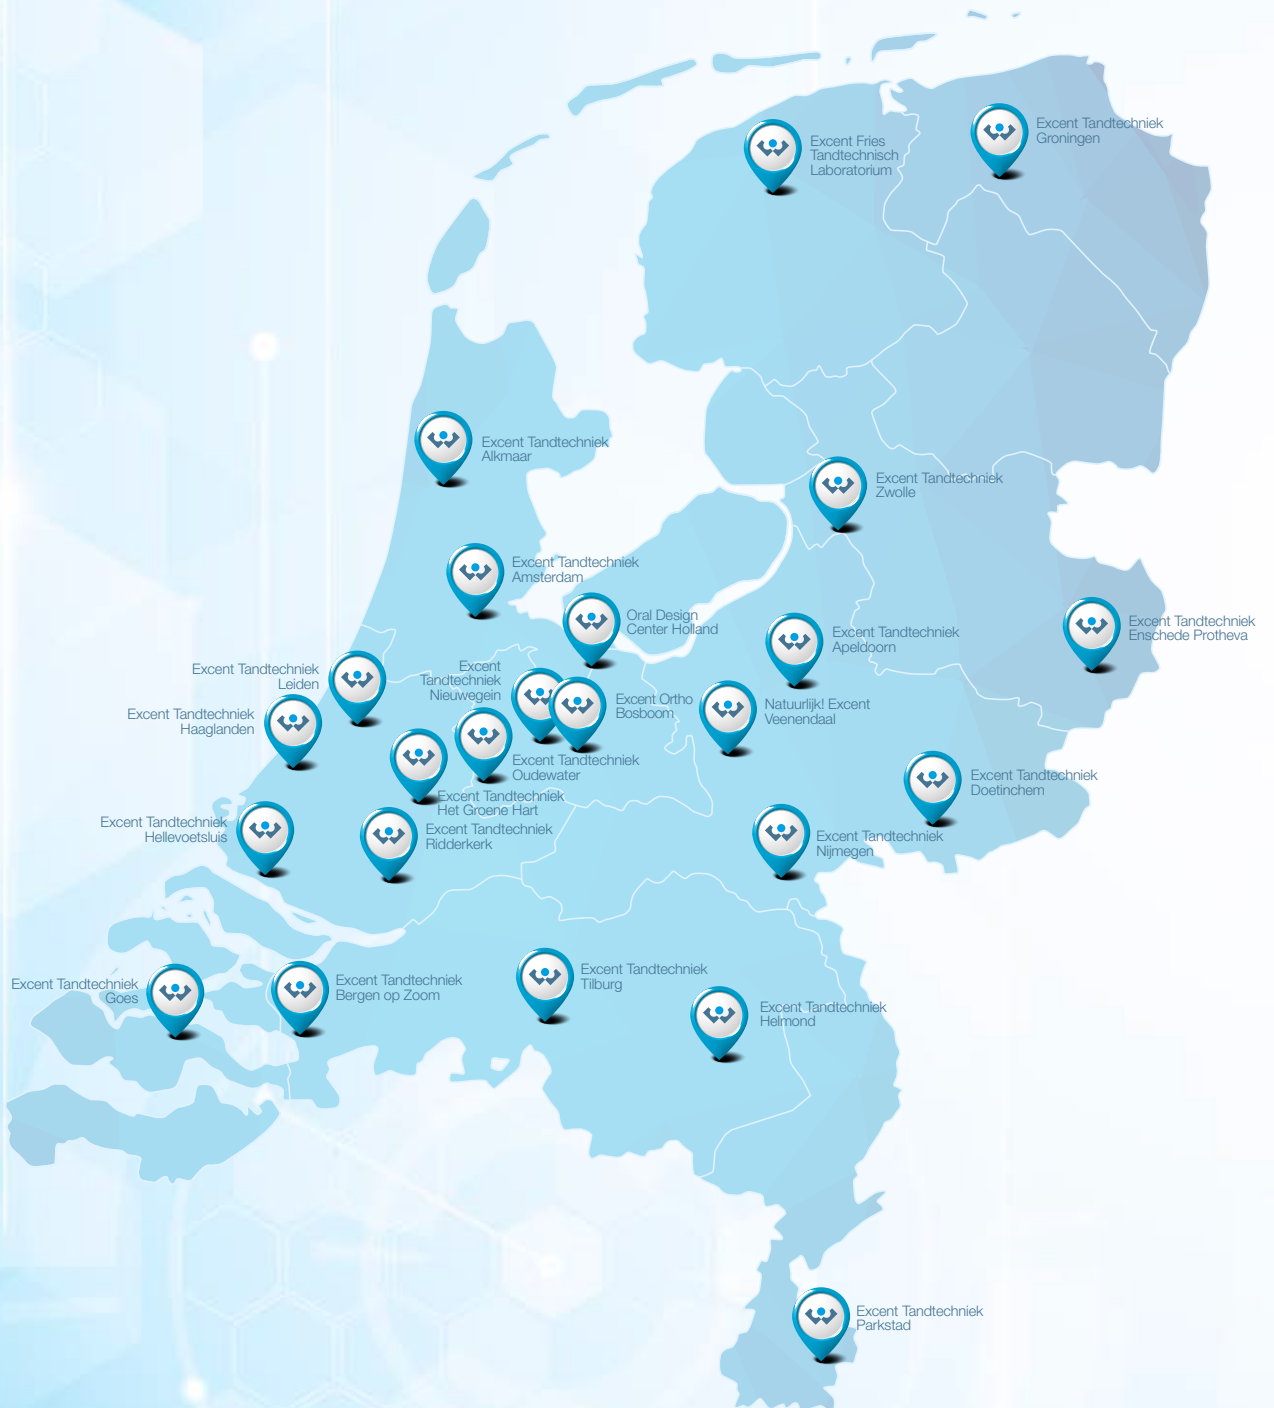 Excent Fries
Tandtechnisch
Laboratorium
Excent Tandtechniek
Groningen
Excent Tandtechniek
Alkmaar
Excent Tandtechniek
Zwolle
Excent Tandtechniek
Amsterdam
Oral Design
Center Holland
Excent Tandtechniek
Apeldoorn
Excent Tandtechniek
Enschede Protheva
Excent Tandtechniek
Leiden
Excent
Tandtechniek
Nieuwegein
Excent Ortho
Bosboom
Natuurlijk! Excent
Veenendaal
Excent Tandtechniek
Haaglanden
Excent Tandtechniek
Oudewater
Excent Tandtechniek
Doetinchem
Excent Tandtechniek
Het Groene Hart
Excent Tandtechniek
Hellevoetsluis
Excent Tandtechniek
Ridderkerk
Excent Tandtechniek
Nijmegen
Excent Tandtechniek
Goes
Excent Tandtechniek
Bergen op Zoom
Excent Tandtechniek
Tilburg
Excent Tandtechniek
Helmond
Excent Tandtechniek
Parkstad